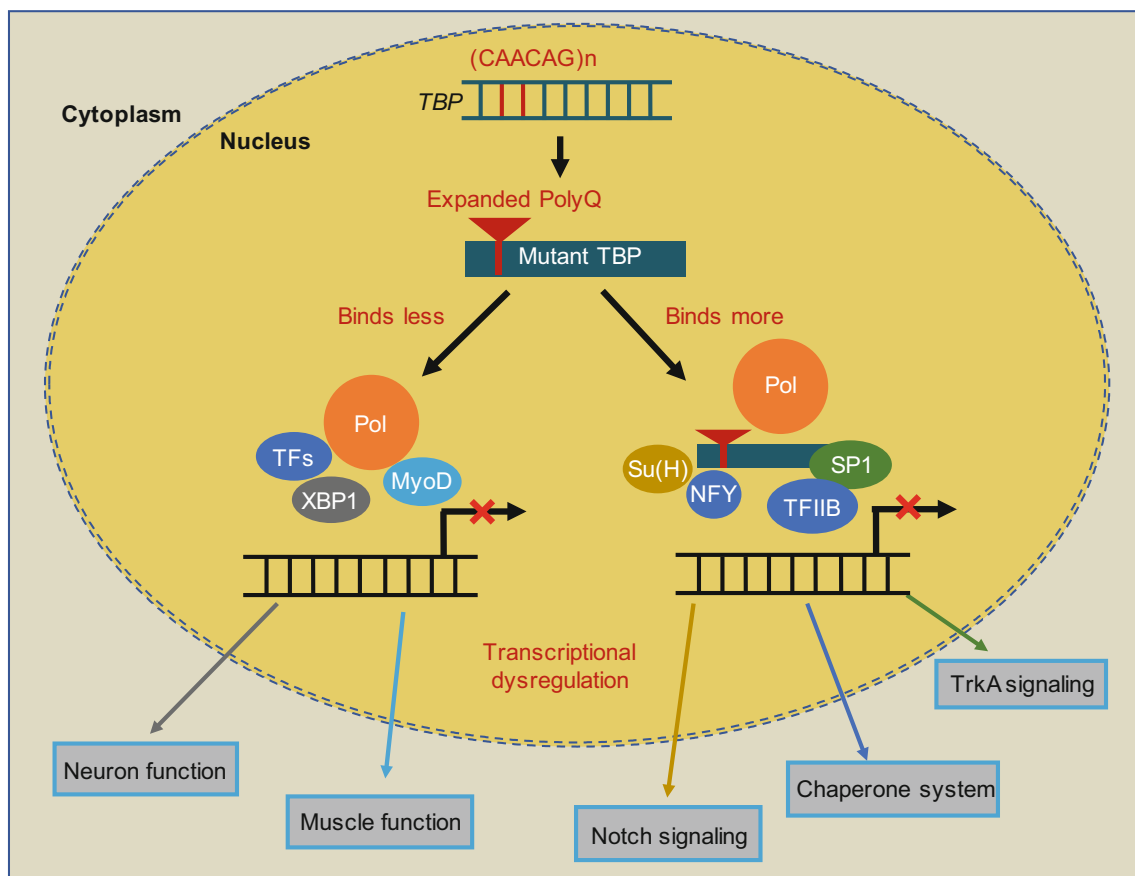 (CAACAG)n
TBP
Cytoplasm
Nucleus
Expanded PolyQ
Mutant TBP
Binds less
Binds more
Pol
Pol
TFs
XBP1
MyoD
Su(H)
NFY
SP1
TFIIB
Transcriptional
dysregulation
TrkA signaling
Neuron function
Chaperone system
Muscle function
Notch signaling